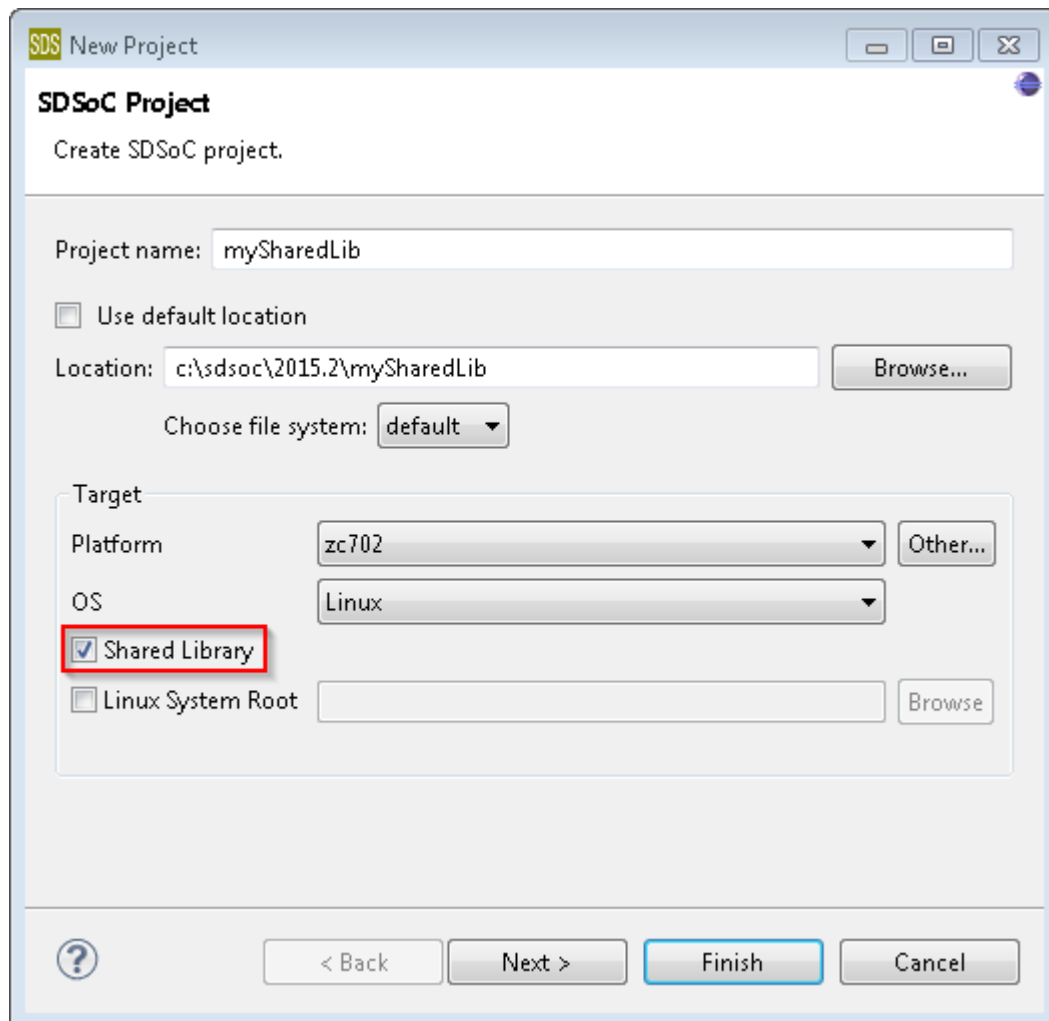 SDS New Project
SDSoC Project
Create SDSoC project.
Project name: mySharedLib
Use default location
Location: c:\sdsoc\2015.2\mySharedLib Browse...
Choose file system: default
Target
Platform zc702 Other...
OS Linux
Shared Library
Linux System Root Browse
? < Back Next > Finish Cancel